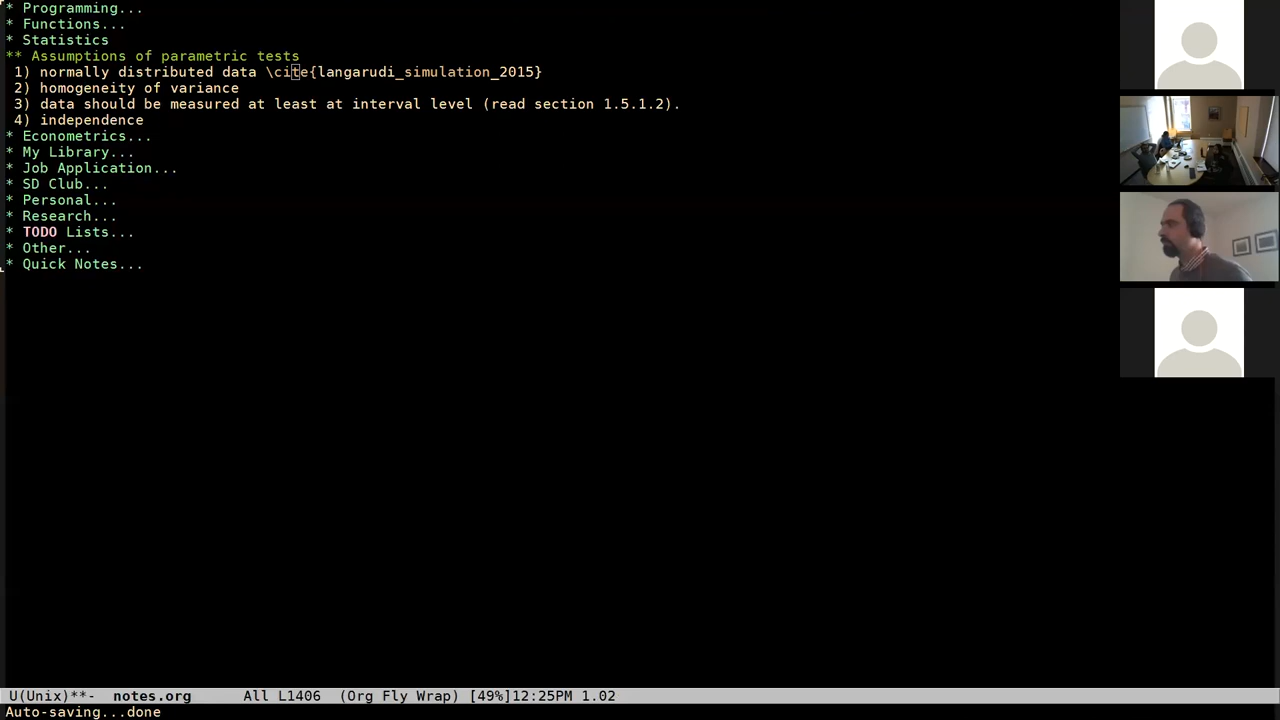 * Programming...
* Functions...
* Statistics
** Assumptions of parametric tests
1) normally distributed data \cite{langarudi_simulation_2015}
2) homogeneity of variance
3) data should be measured at least at interval level (read section 1.5.1.2).
4) independence
* Econometrics...
* My Library...
* Job Application...
* SD Club...
* Personal...
* Research...
* TODO Lists...
* Other...
* Quick Notes...
U(Unix)**- notes.org All L1406 (Org Fly Wrap) [49%]12:25PM 1.02
Auto-saving...done